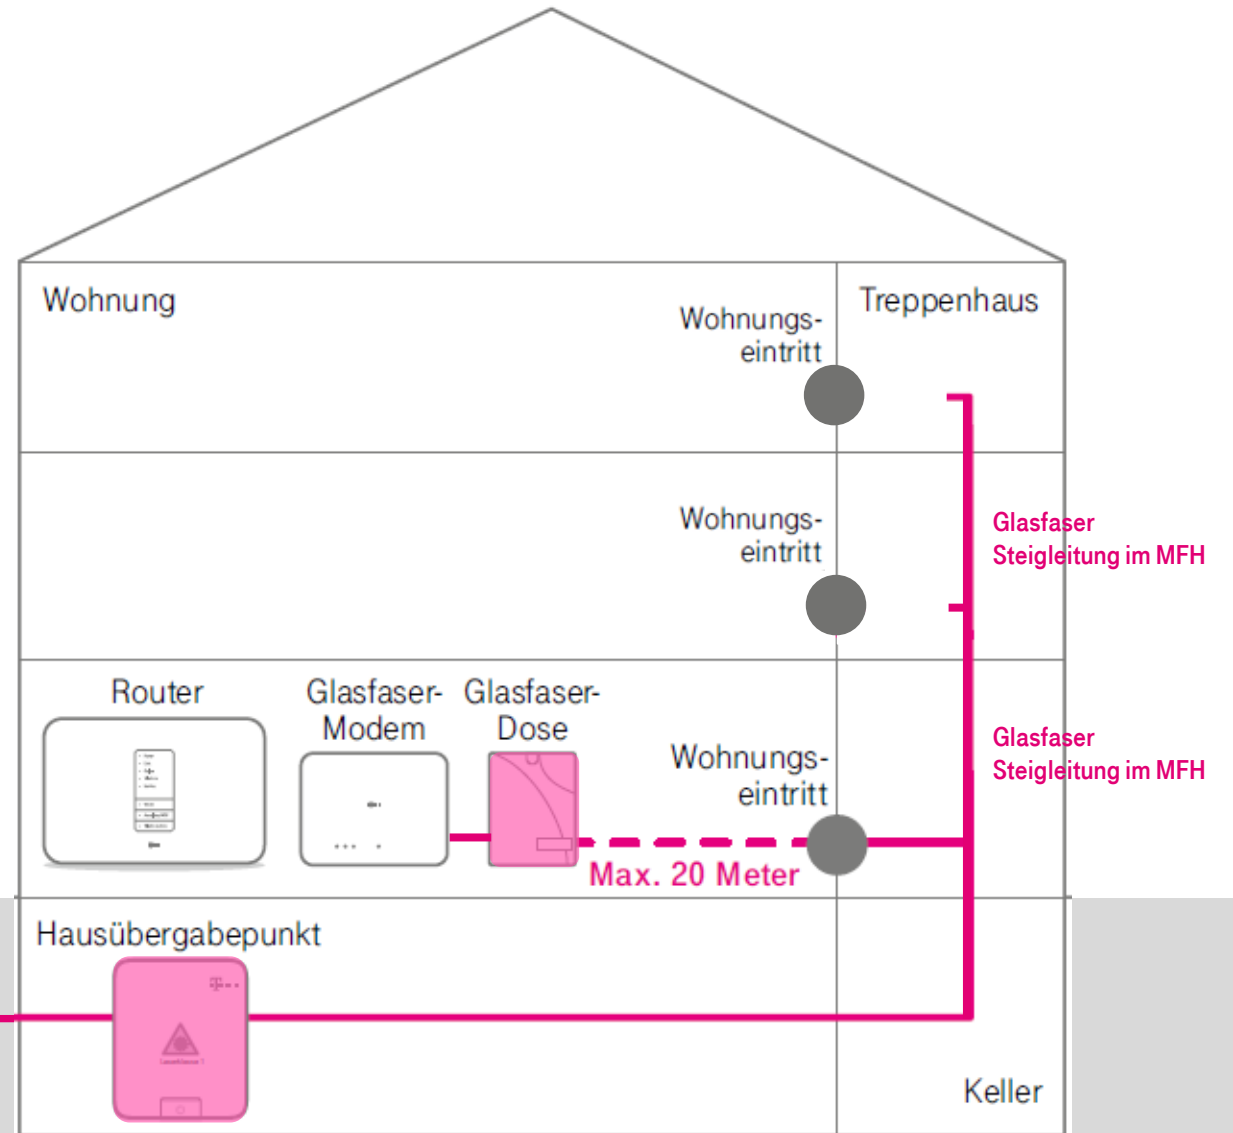 Wohnung
Treppenhaus
Wohnungs-
eintritt
Wohnungs-
eintritt
Glasfaser
Steigleitung im MFH
Router
Glasfaser-
Modem
Glasfaser-
Dose
Wohnungs-
eintritt
Glasfaser
Steigleitung im MFH
Max. 20 Meter
Hausübergabepunkt
Keller